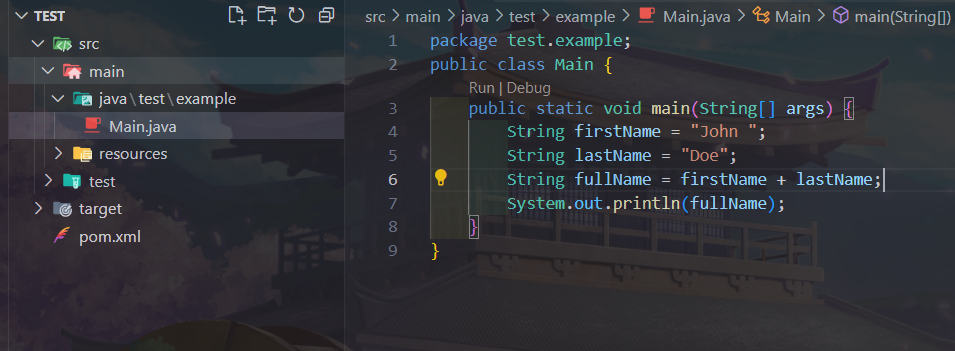 TEST
src
main
java\test\example
Main.java
resources
test
target
pom.xml
src > main > java > test > example > Main.java > Main > main(String[])
1 package test.example;
2 public class Main {
Run | Debug
3 public static void main(String[] args) {
4 String firstName = "John ";
5 String lastName = "Doe";
6 String fullName = firstName + lastName;
7 System.out.println(fullName);
8 }
9 }